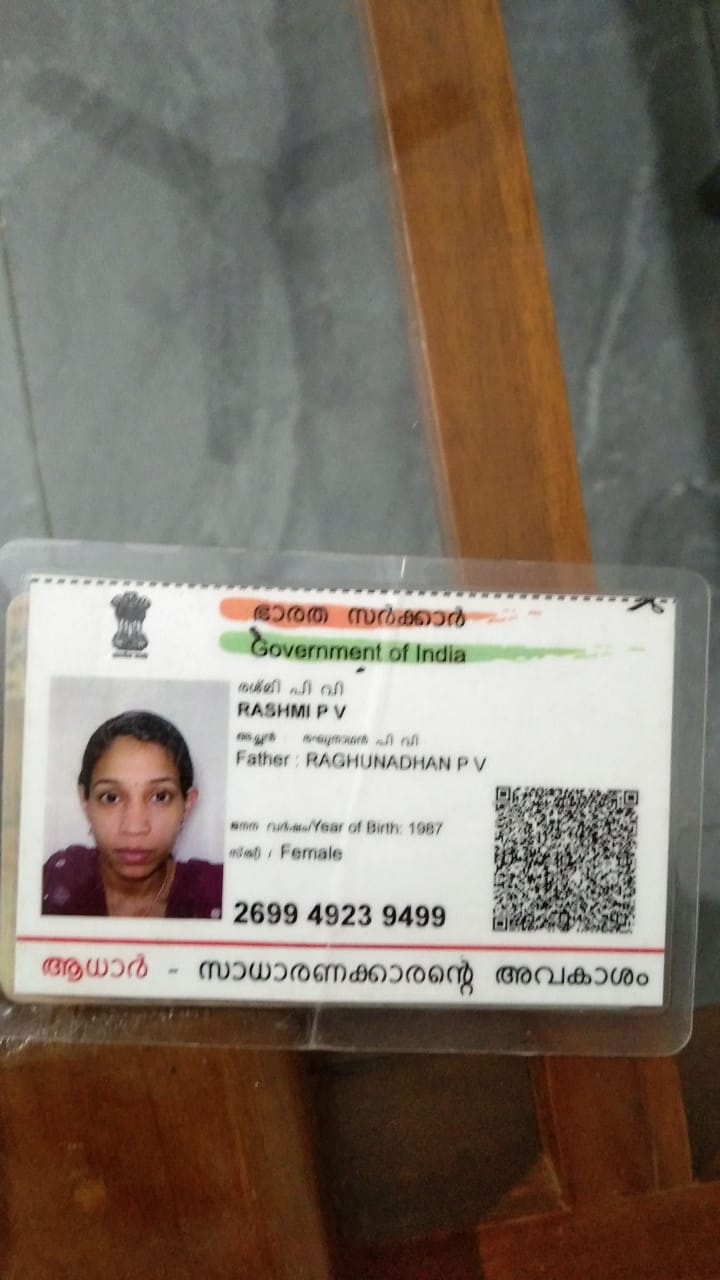 ഭാരത സർക്കാർ
Government of India
രശ്മി പി വി
RASHMI P V
അച്ഛൻ : രഘുനാഥൻ പി വി
Father : RAGHUNADHAN P V
ജനന വർഷം/Year of Birth: 1987
സ്ത്രീ / Female
2699 4923 9499
ആധാർ - സാധാരണക്കാരന്റെ അവകാശം